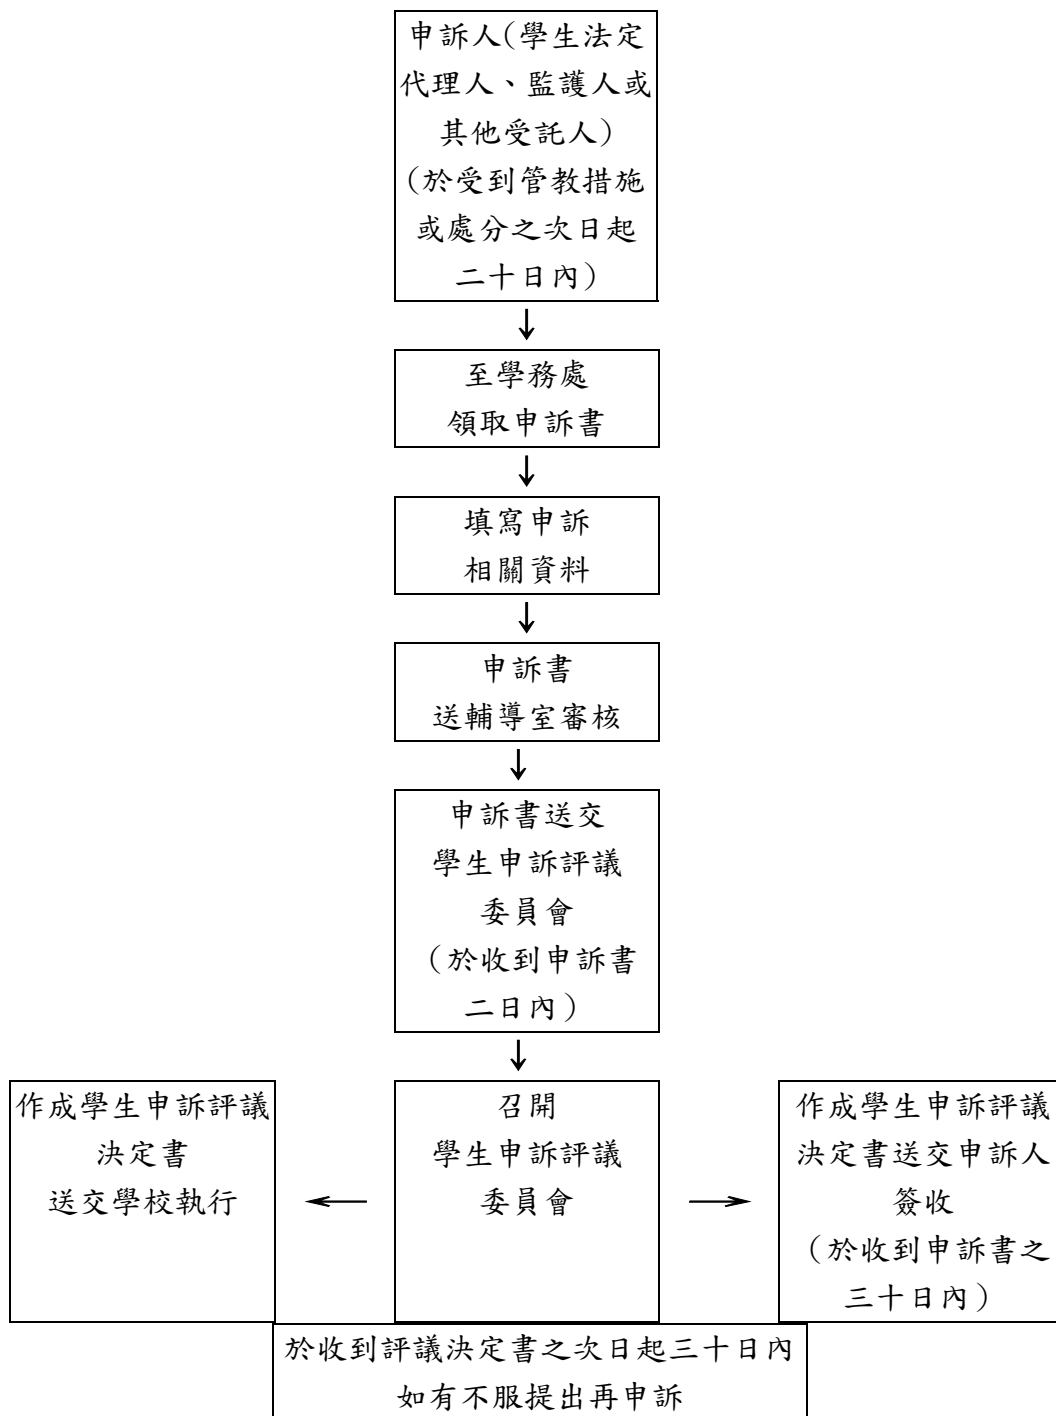 申訴人(學生法定
代理人、監護人或
其他受託人)
(於受到管教措施
或處分之次日起
二十日內)
至學務處
領取申訴書
填寫申訴
相關資料
申訴書
送輔導室審核
申訴書送交
學生申訴評議
委員會
(於收到申訴書
二日內)
作成學生申訴評議
決定書
送交學校執行
召開
學生申訴評議
委員會
作成學生申訴評議
決定書送交申訴人
簽收
(於收到申訴書之
三十日內)
於收到評議決定書之次日起三十日內
如有不服提出再申訴